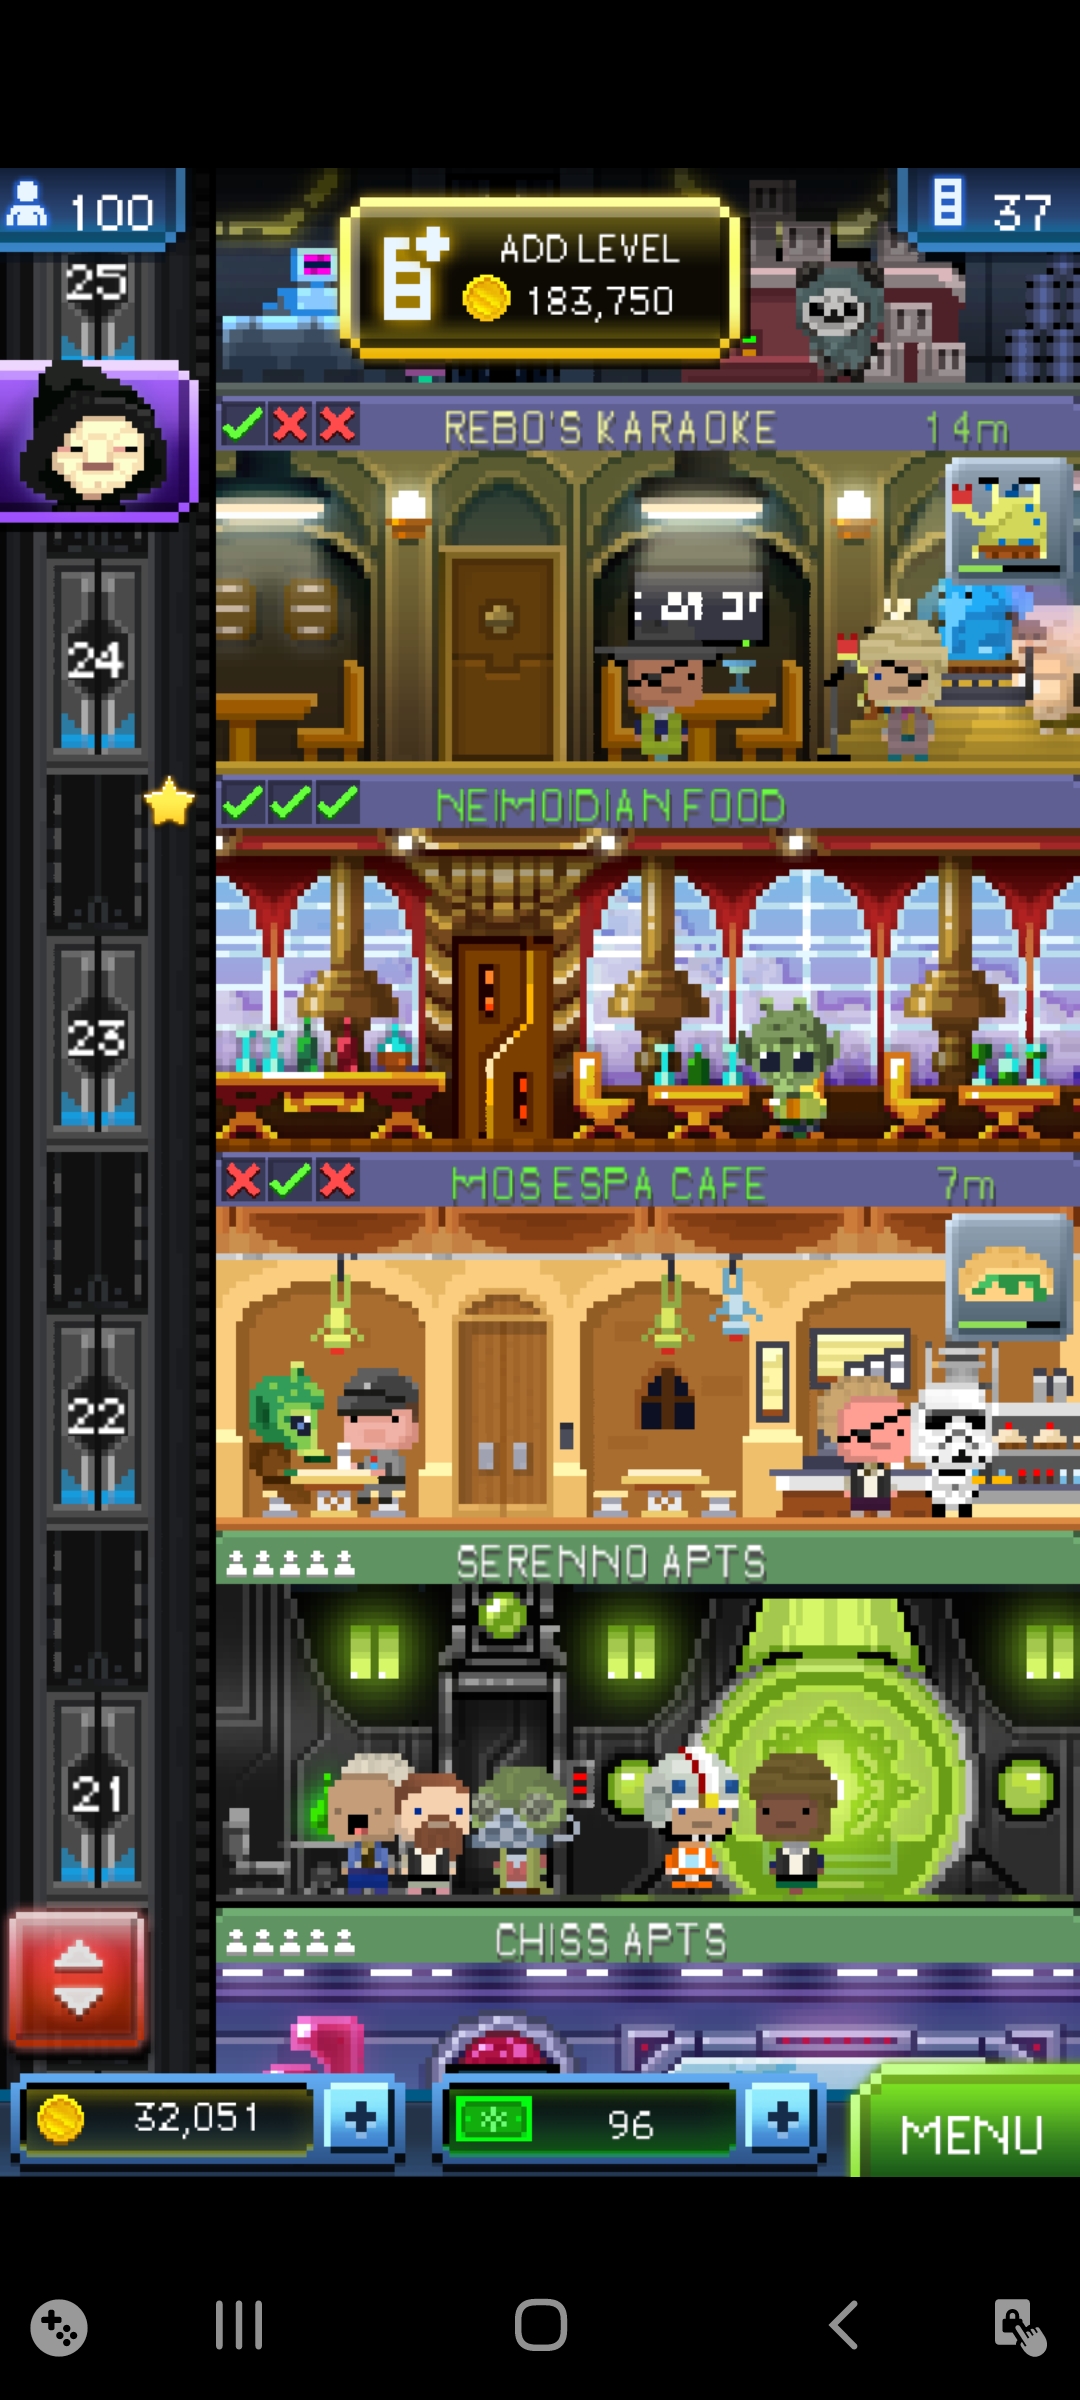 100
ADD LEVEL
183,750
37
25
REBO'S KARAOKE
14m
24
NEIMOIDIAN FOOD
23
MOS ESPA CAFE
7m
22
SERENNO APTS
21
CHISS APTS
32,051
96
MENU